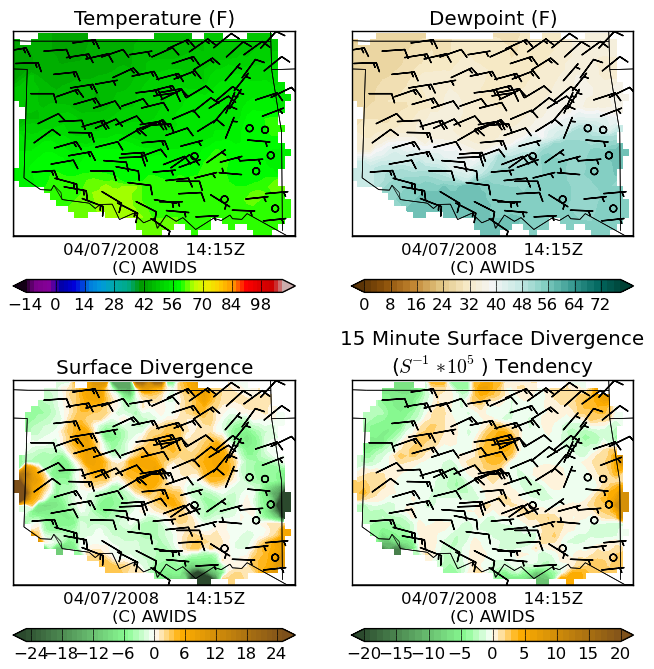 Temperature (F)
Dewpoint (F)
04/07/2008 14:15Z
(C) AWIDS
04/07/2008 14:15Z
(C) AWIDS
−14 0 14 28 42 56 70 84 98
0 8 16 24 32 40 48 56 64 72
15 Minute Surface Divergence
Surface Divergence
(S⁻¹ *10⁵ ) Tendency
04/07/2008 14:15Z
(C) AWIDS
04/07/2008 14:15Z
(C) AWIDS
−24 −18 −12 −6 0 6 12 18 24
−20 −15 −10 −5 0 5 10 15 20